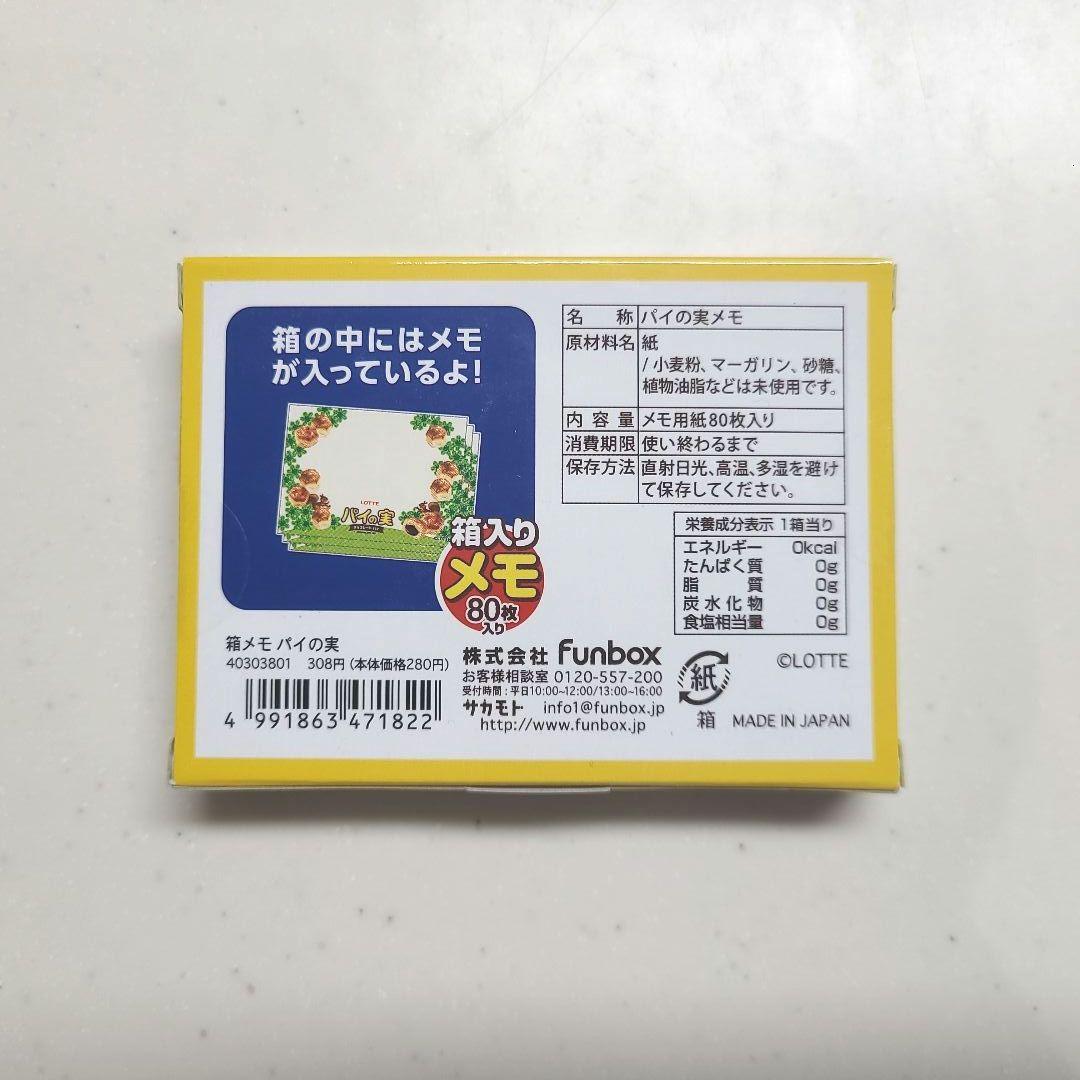 箱の中にはメモ
が入っているよ!
LOTTE
パイの実
箱入り
メモ
80枚
入り
箱メモ パイの実
40303801 308円(本体価格280円)
4 991863 471822
名 称 パイの実メモ
原材料名 紙
/小麦粉、マーガリン、砂糖、
植物油脂などは未使用です。
内容量 メモ用紙80枚入り
消費期限 使い終わるまで
保存方法 直射日光、高温、多湿を避け
て保存してください。
栄養成分表示 1箱当り
エネルギー 0kcal
たんぱく質 0g
脂質 0g
炭水化物 0g
食塩相当量 0g
株式会社 Funbox
お客様相談室 0120-557-200
受付時間:平日10:00~12:00/13:00~16:00
サカモト info1@funbox.jp
http://www.funbox.jp
紙
箱
©LOTTE
MADE IN JAPAN